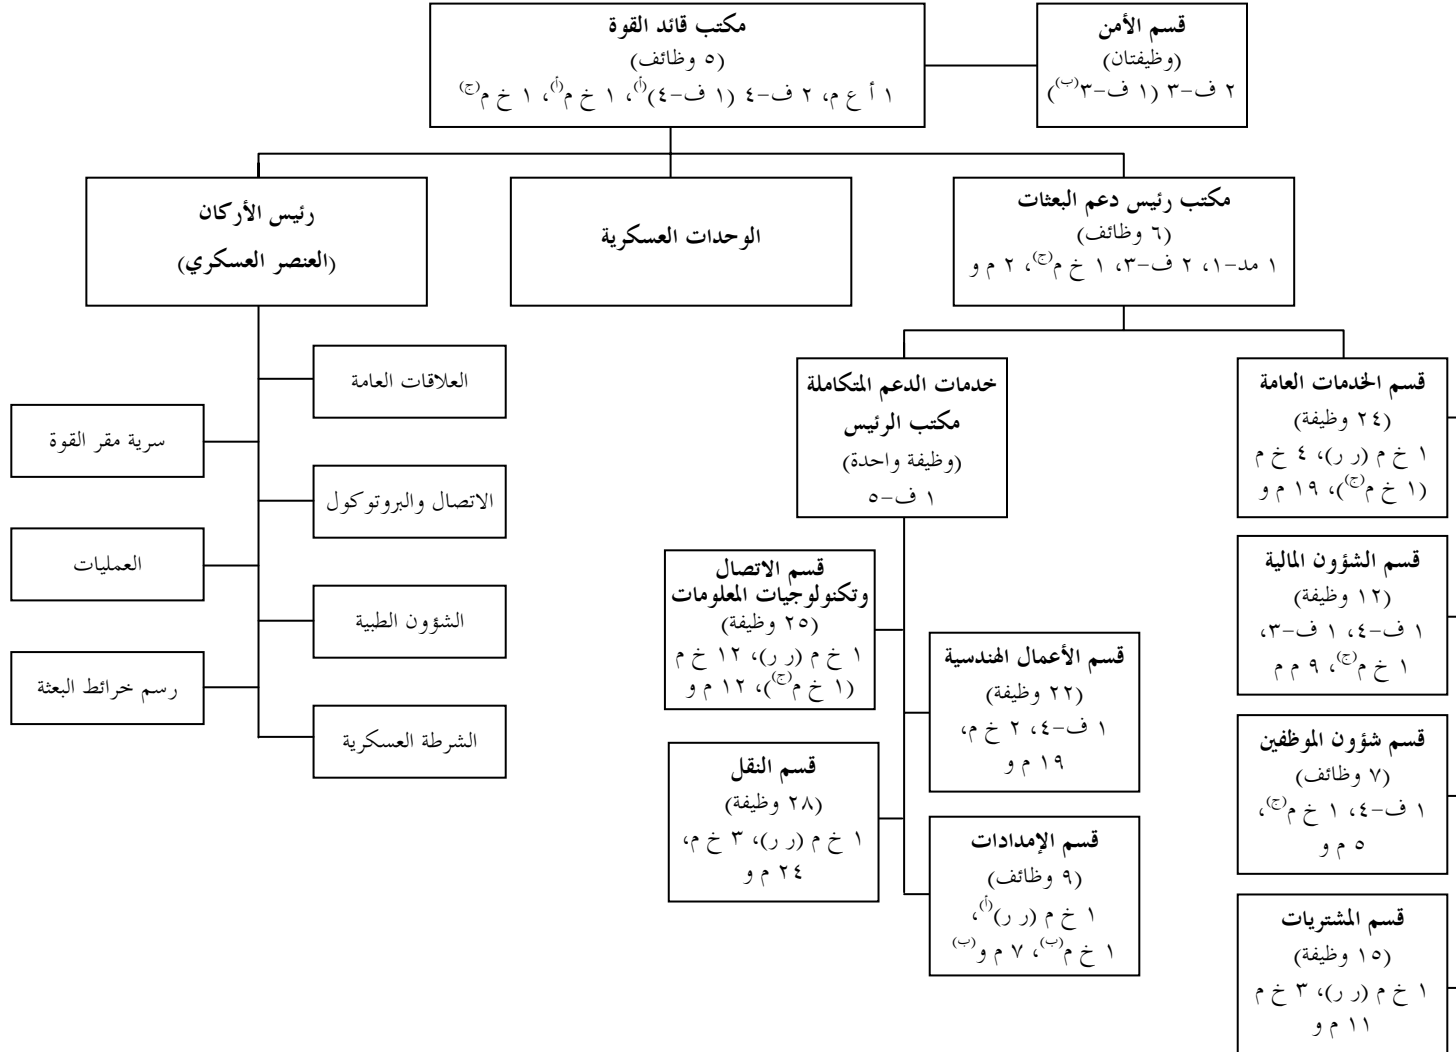 مكتب قائد القوة
(٥ وظائف)
١ أ ع م، ٢ ف-٤ (١ ف-٤)(أ)، ١ خ م(أ)، ١ خ م(ج)
قسم الأمن
(وظيفتان)
٢ ف-٣ (١ ف-٣(ب))
مكتب رئيس دعم البعثات
(٦ وظائف)
١ مد-١، ٢ ف-٣، ١ خ م(ج)، ٢ م و
الوحدات العسكرية
رئيس الأركان
(العنصر العسكري)
العلاقات العامة
سرية مقر القوة
الاتصال والبروتوكول
العمليات
الشؤون الطبية
رسم خرائط البعثة
الشرطة العسكرية
قسم الخدمات العامة
(٢٤ وظيفة)
١ خ م (ر ر)، ٤ خ م
(١ خ م(ج))، ١٩ م و
قسم الشؤون المالية
(١٢ وظيفة)
١ ف-٤، ١ ف-٣،
١ خ م(ج)، ٩ م م
قسم شؤون الموظفين
(٧ وظائف)
١ ف-٤، ١ خ م(ج)،
٥ م و
قسم المشتريات
(١٥ وظيفة)
١ خ م (ر ر)، ٣ خ م
١١ م و
خدمات الدعم المتكاملة
مكتب الرئيس
(وظيفة واحدة)
١ ف-٥
قسم الاتصال
وتكنولوجيات المعلومات
(٢٥ وظيفة)
١ خ م (ر ر)، ١٢ خ م
(١ خ م(ج))، ١٢ م و
قسم الأعمال الهندسية
(٢٢ وظيفة)
١ ف-٤، ٢ خ م،
١٩ م و
قسم النقل
(٢٨ وظيفة)
١ خ م (ر ر)، ٣ خ م،
٢٤ م و
قسم الإمدادات
(٩ وظائف)
١ خ م (ر ر)(أ)،
١ خ م(ب)، ٧ م و(ب)